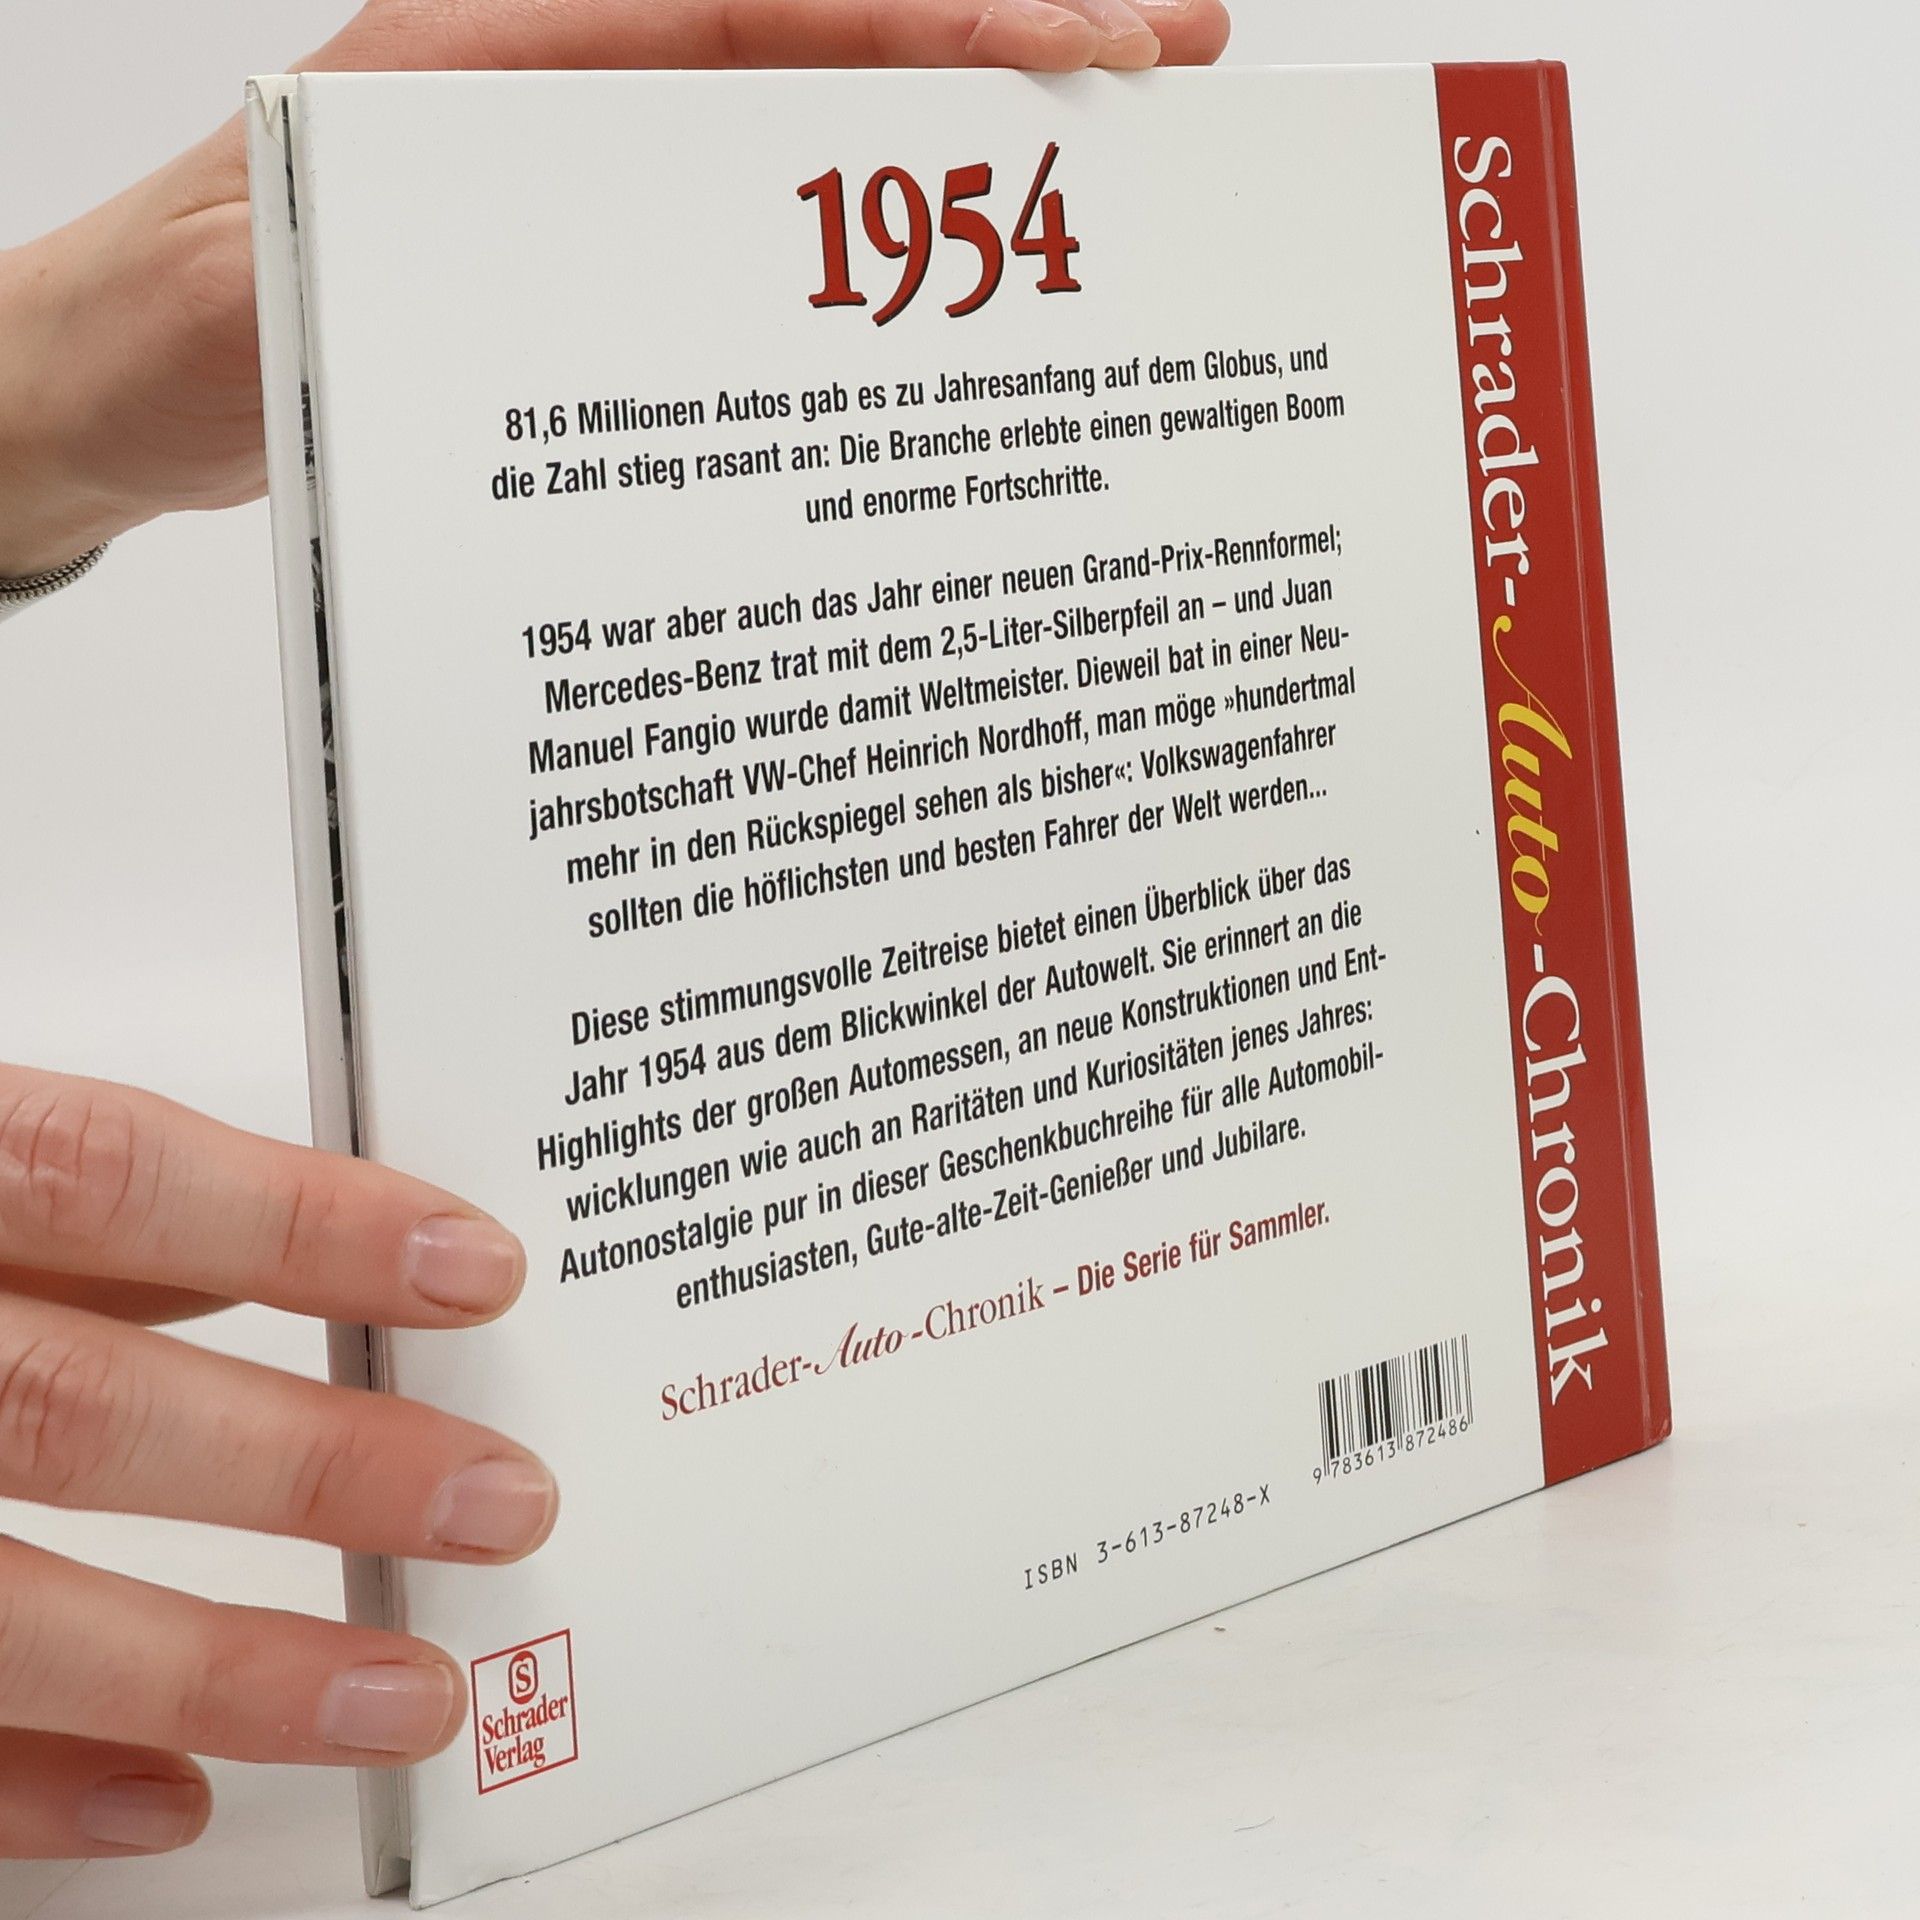 1954
81,6 Millionen Autos gab es zu Jahresanfang auf dem Globus, und
die Zahl stieg rasant an: Die Branche erlebte einen gewaltigen Boom
und enorme Fortschritte.
1954 war aber auch das Jahr einer neuen Grand-Prix-Rennformel;
Mercedes-Benz trat mit dem 2,5-Liter-Silberpfeil an – und Juan
Manuel Fangio wurde damit Weltmeister. Dieweil bat in einer Neu-
jahrsbotschaft VW-Chef Heinrich Nordhoff, man möge »hundertmal
mehr in den Rückspiegel sehen als bisher«: Volkswagenfahrer
sollten die höflichsten und besten Fahrer der Welt werden...
Diese stimmungsvolle Zeitreise bietet einen Überblick über das
Jahr 1954 aus dem Blickwinkel der Autowelt. Sie erinnert an die
Highlights der großen Automessen, an neue Konstruktionen und Ent-
wicklungen wie auch an Raritäten und Kuriositäten jenes Jahres:
Autonostalgie pur in dieser Geschenkbuchreihe für alle Automobil-
enthusiasten, Gute-alte-Zeit-Genießer und Jubilare.
Schrader-Auto-Chronik – Die Serie für Sammler.
9 783613 872486
ISBN 3-613-87248-X
S
Schrader
Verlag
Schrader-Auto-Chronik